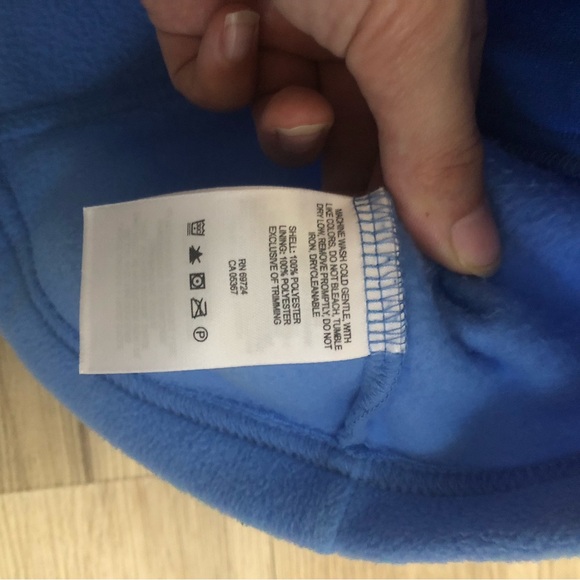 MACHINE WASH COLD GENTLE, WITH
LIKE COLORS, DO NOT BLEACH, TUMBLE
DRY LOW, REMOVE PROMPTLY, DO NOT
IRON, DRYCLEANABLE
SHELL: 100% POLYESTER
LINING: 100% POLYESTER
EXCLUSIVE OF TRIMMING
RN 69724
CA 05367
P